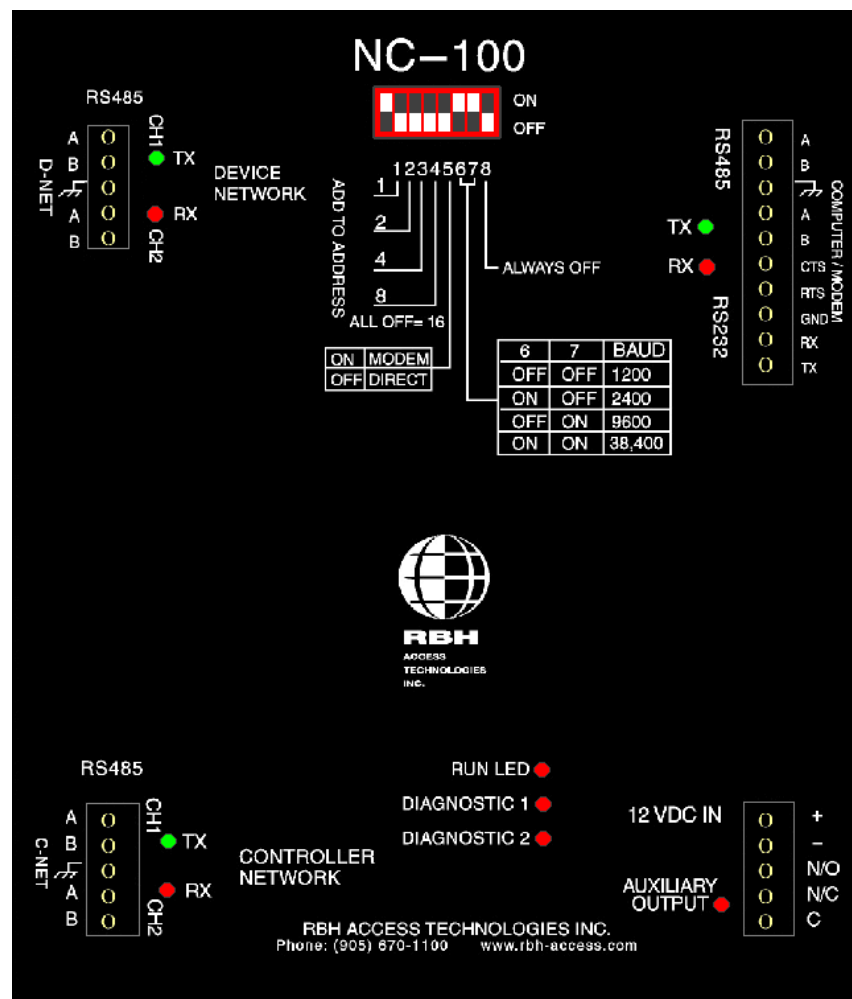 NC-100
ON
OFF
RS485
A
B
A
B
D-NET
CH1
CH2
TX
RX
DEVICE
NETWORK
12345678
ADD TO ADDRESS
1
2
4
8
ALL OFF= 16
ALWAYS OFF
ON MODEM
OFF DIRECT
6 7 BAUD
OFF OFF 1200
ON OFF 2400
OFF ON 9600
ON ON 38,400
RS485
RS232
TX
RX
A
B
A
B
CTS
RTS
GND
RX
TX
COMPUTER / MODEM
RBH
ACCESS
TECHNOLOGIES
INC.
RS485
A
B
A
B
C-NET
CH1
CH2
TX
RX
CONTROLLER
NETWORK
RUN LED
DIAGNOSTIC 1
DIAGNOSTIC 2
12 VDC IN
AUXILIARY
OUTPUT
+
–
N/O
N/C
C
RBH ACCESS TECHNOLOGIES INC.
Phone: (905) 670-1100 www.rbh-access.com